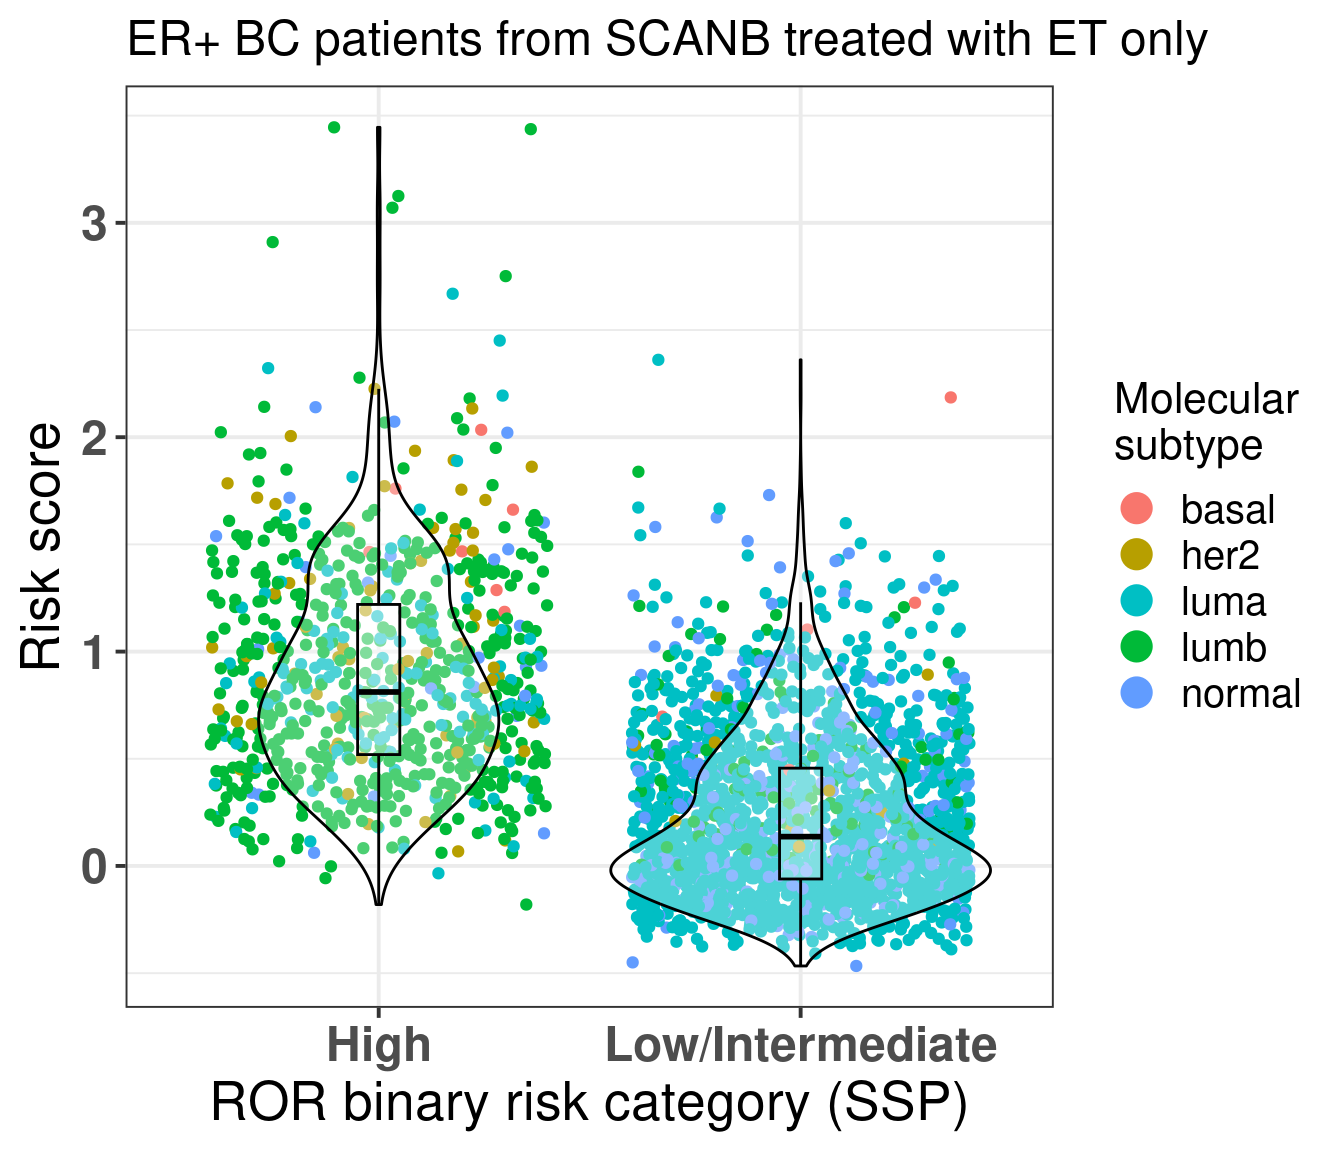 ER+ BC patients from SCANB treated with ET only
Risk score
3
2
1
0
High
Low/Intermediate
ROR binary risk category (SSP)
Molecular
subtype
basal
her2
luma
lumb
normal